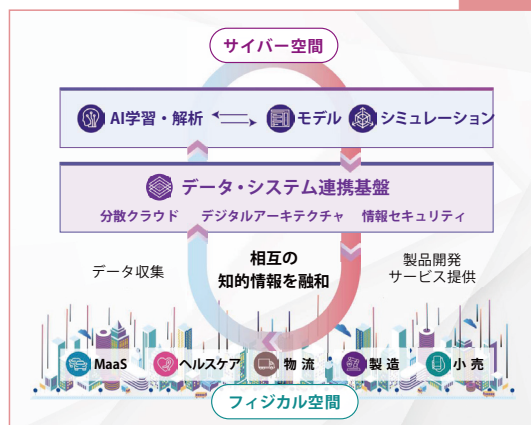 サイバー空間
AI学習・解析
モデル
シミュレーション
データ・システム連携基盤
分散クラウド デジタルアーキテクチャ 情報セキュリティ
データ収集
相互の
知的情報を融和
製品開発
サービス提供
MaaS
ヘルスケア
物流
製造
小売
フィジカル空間